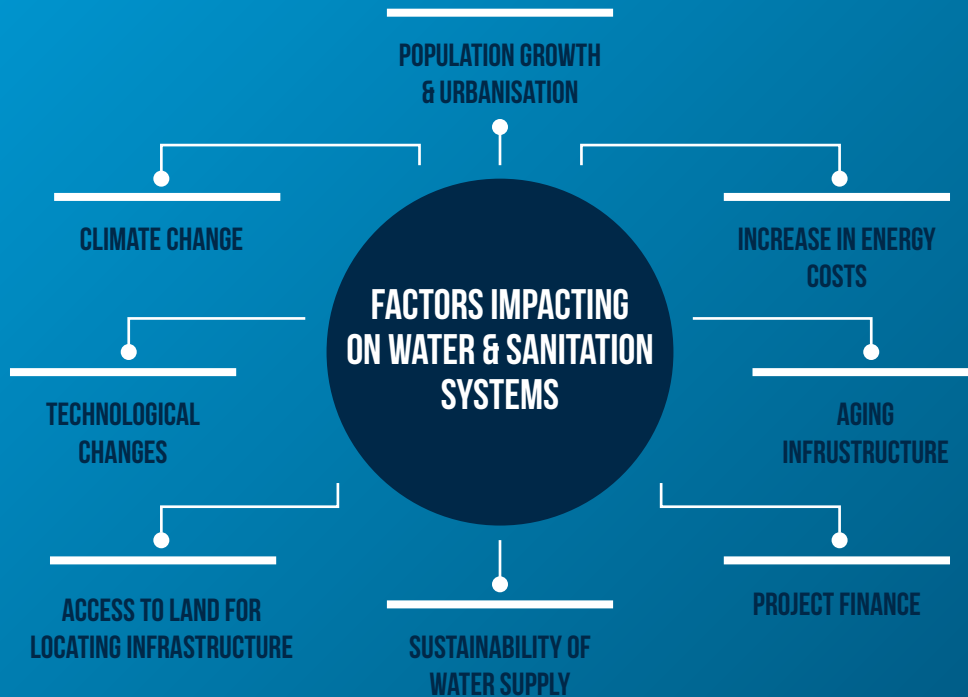 POPULATION GROWTH
& URBANISATION
CLIMATE CHANGE
INCREASE IN ENERGY
COSTS
FACTORS IMPACTING
ON WATER & SANITATION
SYSTEMS
TECHNOLOGICAL
CHANGES
AGING
INFRUSTRUCTURE
ACCESS TO LAND FOR
LOCATING INFRASTRUCTURE
PROJECT FINANCE
SUSTAINABILITY OF
WATER SUPPLY